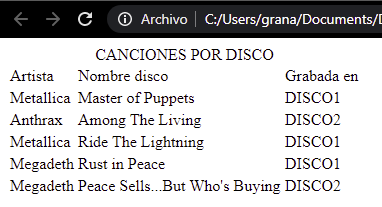 Archivo C:/Users/grana/Documents/
CANCIONES POR DISCO
Artista Nombre disco Grabada en
Metallica Master of Puppets DISCO1
Anthrax Among The Living DISCO2
Metallica Ride The Lightning DISCO1
Megadeth Rust in Peace DISCO1
Megadeth Peace Sells...But Who's Buying DISCO2